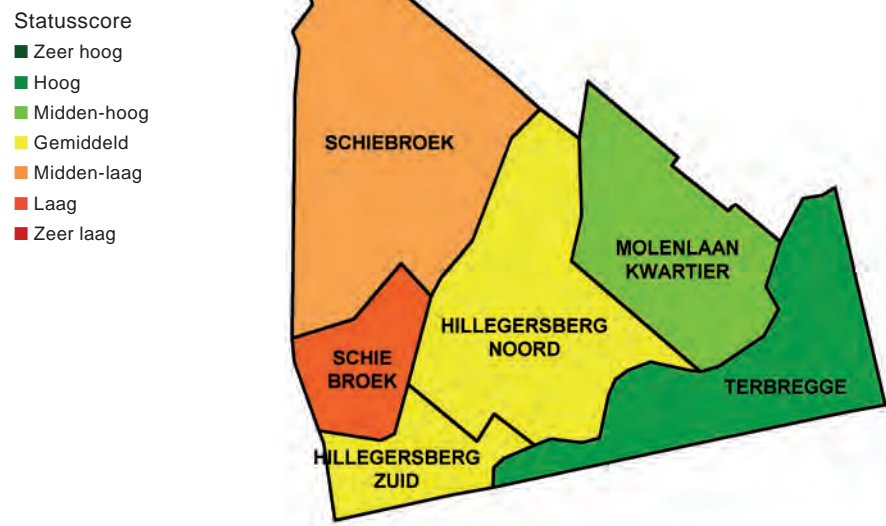 Statusscore
Zeer hoog
Hoog
Midden-hoog
Gemiddeld
Midden-laag
Laag
Zeer laag
SCHIEBROEK
MOLENLAAN
KWARTIER
HILLEGERSBERG
NOORD
SCHIE
BROEK
TERBREGGE
HILLEGERSBERG
ZUID